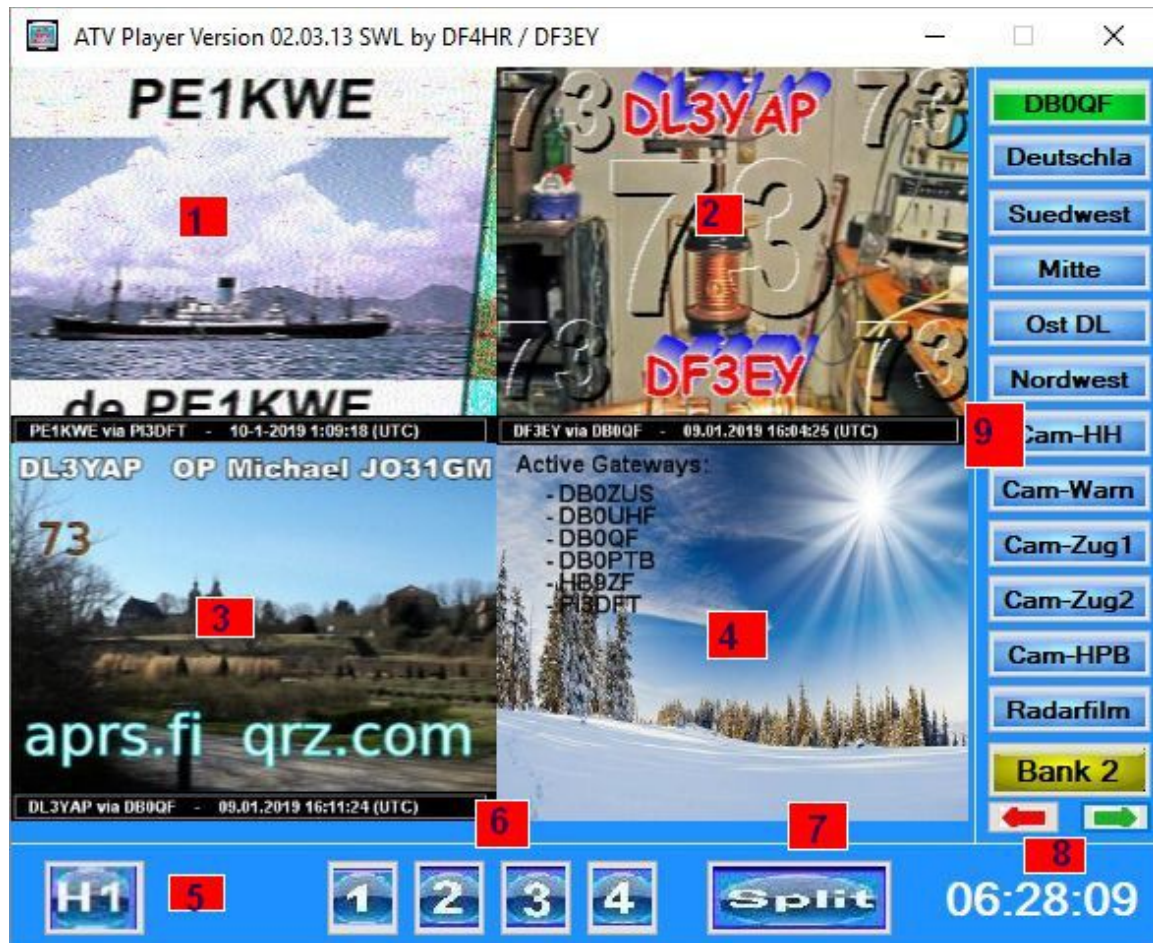 ATV Player Version 02.03.13 SWL by DF4HR / DF3EY
PE1KWE
1
de PE1KWE
PE1KWE via PI3DFT - 10-1-2019 1:09:18 (UTC)
73 73
DL3YAP
2
73
73 73
DF3EY
DF3EY via DB0QF - 09.01.2019 16:04:25 (UTC)
DL3YAP OP Michael JO31GM
73
3
aprs.fi qrz.com
DL3YAP via DB0QF - 09.01.2019 16:11:24 (UTC)
Active Gateways:
- DB0ZUS
- DB0UHF
- DB0QF
- DB0PTB
- HB9ZF
- PI3DFT
4
DB0QF
Deutschla
Suedwest
Mitte
Ost DL
Nordwest
9
Cam-HH
Cam-Warn
Cam-Zug1
Cam-Zug2
Cam-HPB
Radarfilm
Bank 2
6
7
8
H1
5
1 2 3 4
Split
06:28:09